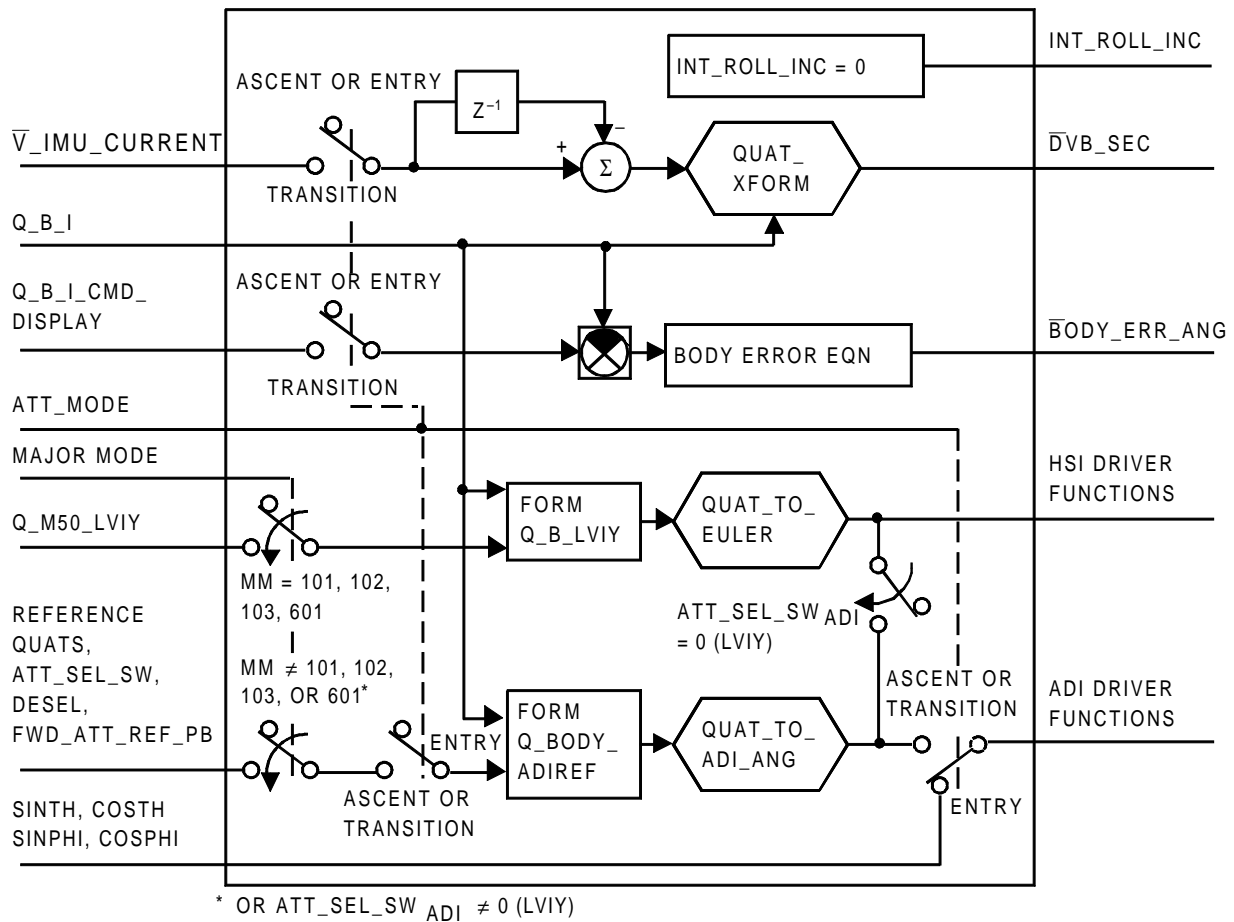 INT_ROLL_INC
INT_ROLL_INC = 0
ASCENT OR ENTRY
Z⁻¹
V̅_IMU_CURRENT
−
+
Σ
QUAT_
XFORM
D̅VB_SEC
TRANSITION
Q_B_I
ASCENT OR ENTRY
Q_B_I_CMD_
DISPLAY
BODY ERROR EQN
B̅ODY_ERR_ANG
TRANSITION
ATT_MODE
MAJOR MODE
HSI DRIVER
FUNCTIONS
Q_M50_LVIY
FORM
Q_B_LVIY
QUAT_TO_
EULER
MM = 101, 102,
103, 601
ATT_SEL_SW ADI
= 0 (LVIY)
REFERENCE
QUATS,
ATT_SEL_SW,
DESEL,
FWD_ATT_REF_PB
MM ≠ 101, 102,
103, OR 601*
ASCENT OR
TRANSITION
ADI DRIVER
FUNCTIONS
ENTRY
FORM
Q_BODY_
ADIREF
QUAT_TO_
ADI_ANG
ASCENT OR
TRANSITION
ENTRY
SINTH, COSTH
SINPHI, COSPHI
* OR ATT_SEL_SW ADI ≠ 0 (LVIY)